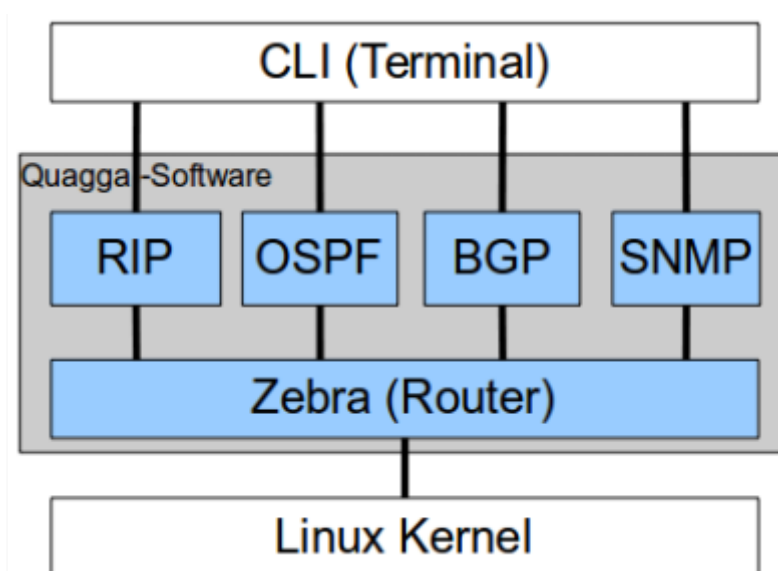 CLI (Terminal)
Quagga -Software
RIP
OSPF
BGP
SNMP
Zebra (Router)
Linux Kernel